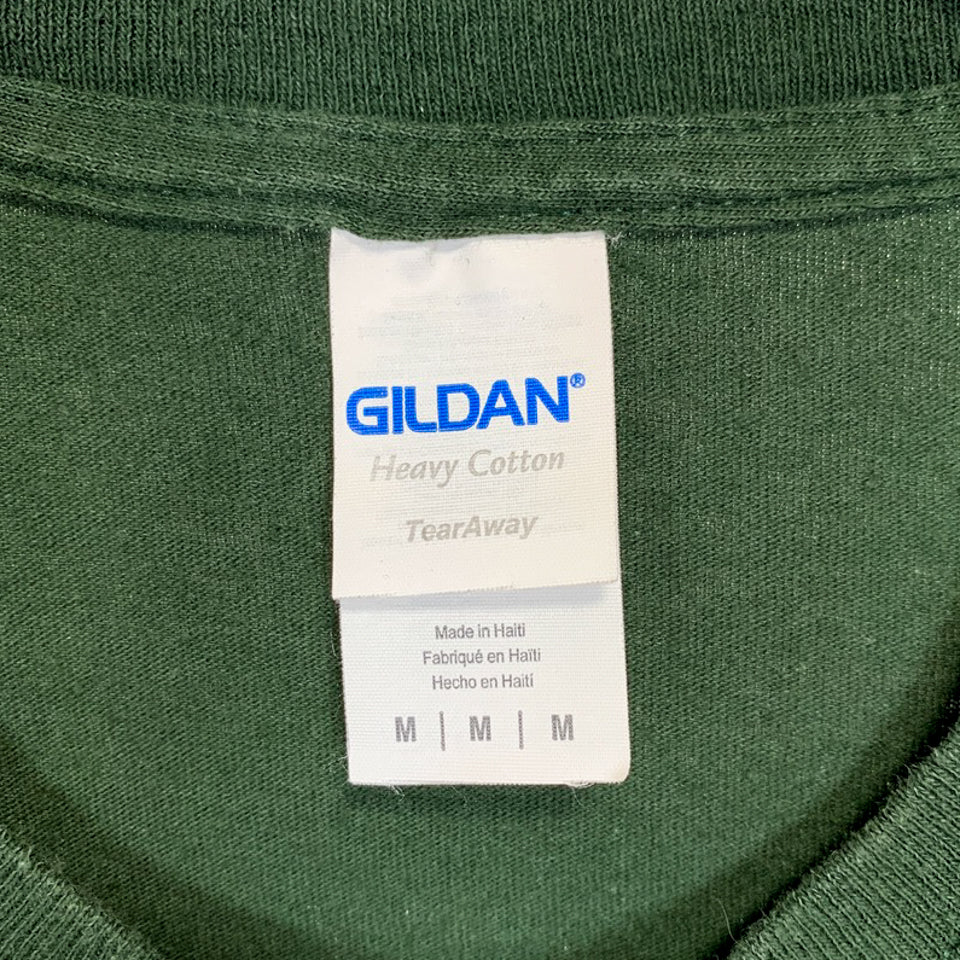 GILDAN®
Heavy Cotton
TearAway
Made in Haiti
Fabriqué en Haïti
Hecho en Haití
M | M | M